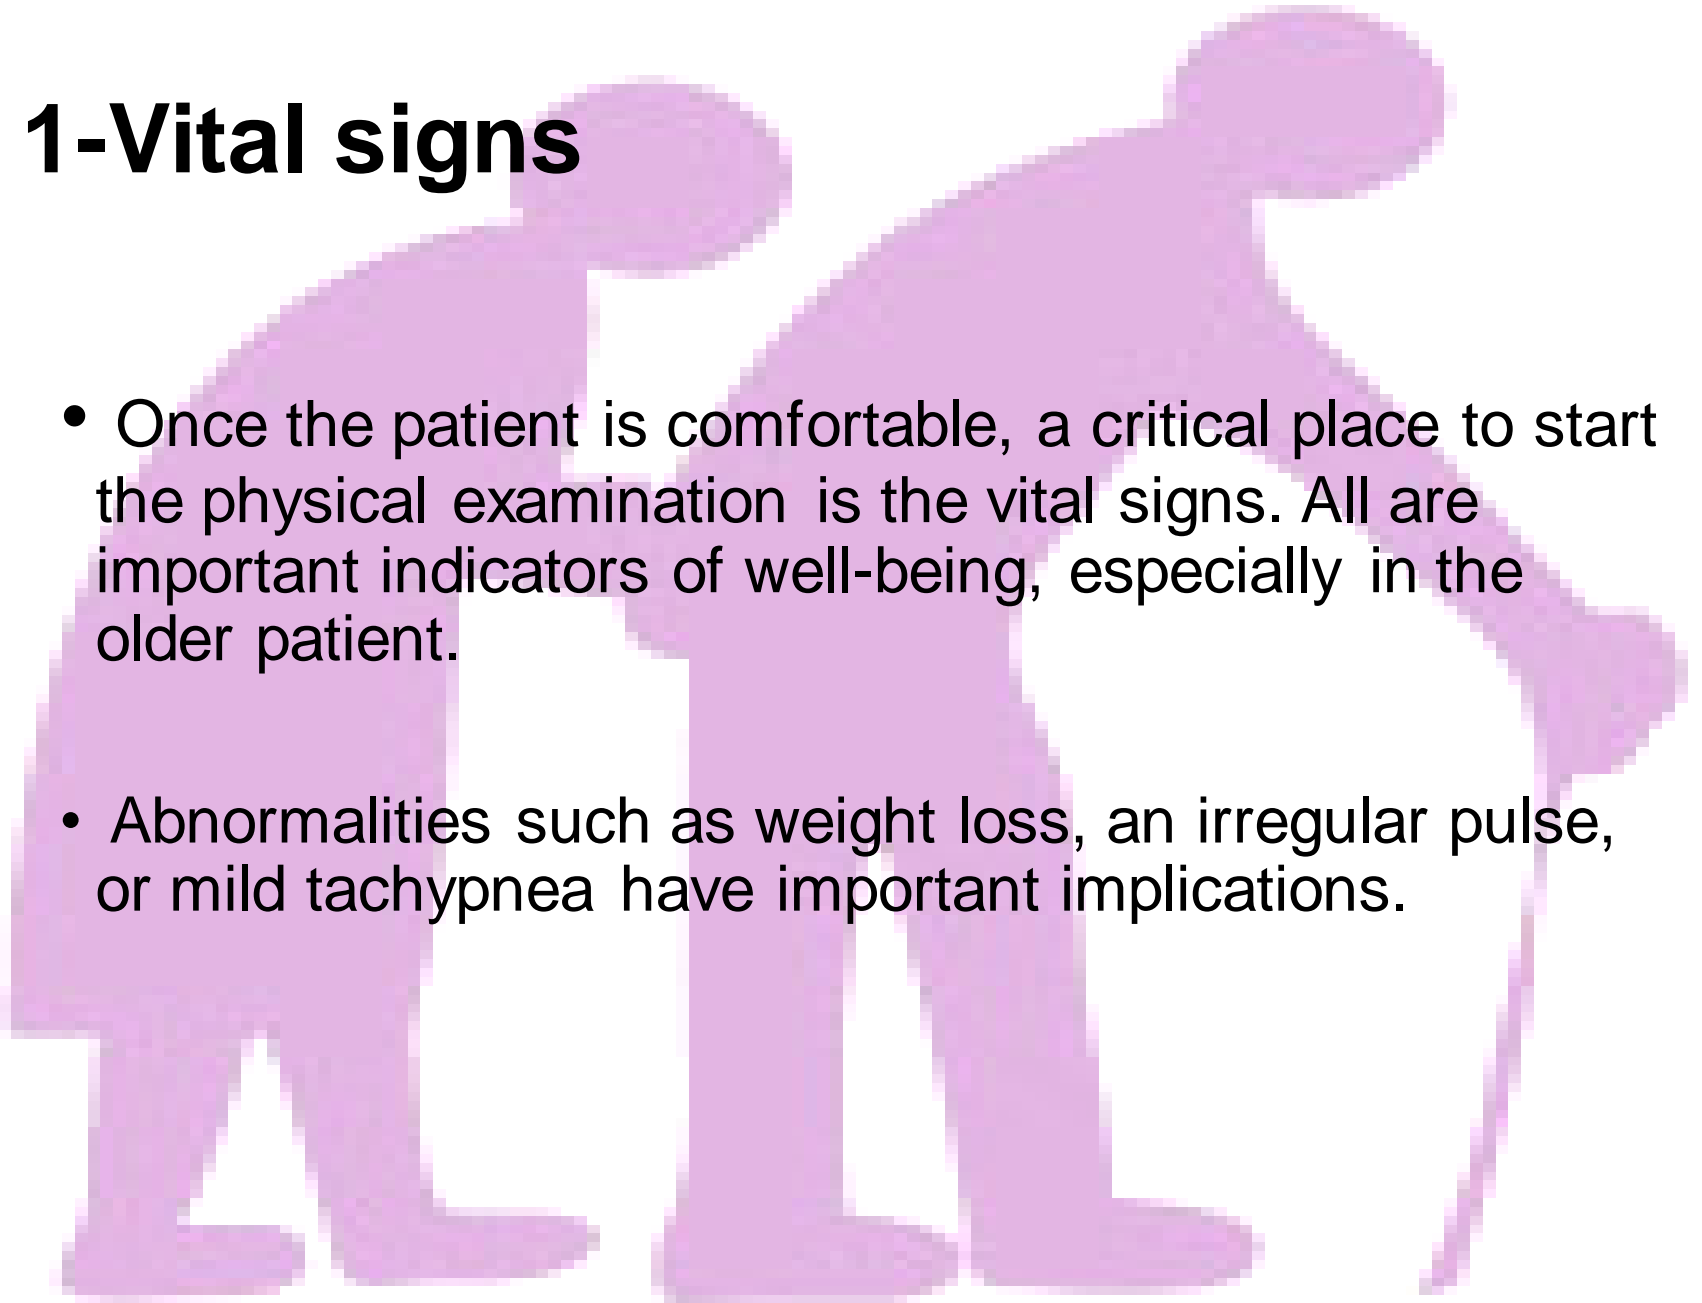 1-Vital signs
• Once the patient is comfortable, a critical place to start
the physical examination is the vital signs. All are
important indicators of well-being, especially in the
older patient.
• Abnormalities such as weight loss, an irregular pulse,
or mild tachypnea have important implications.